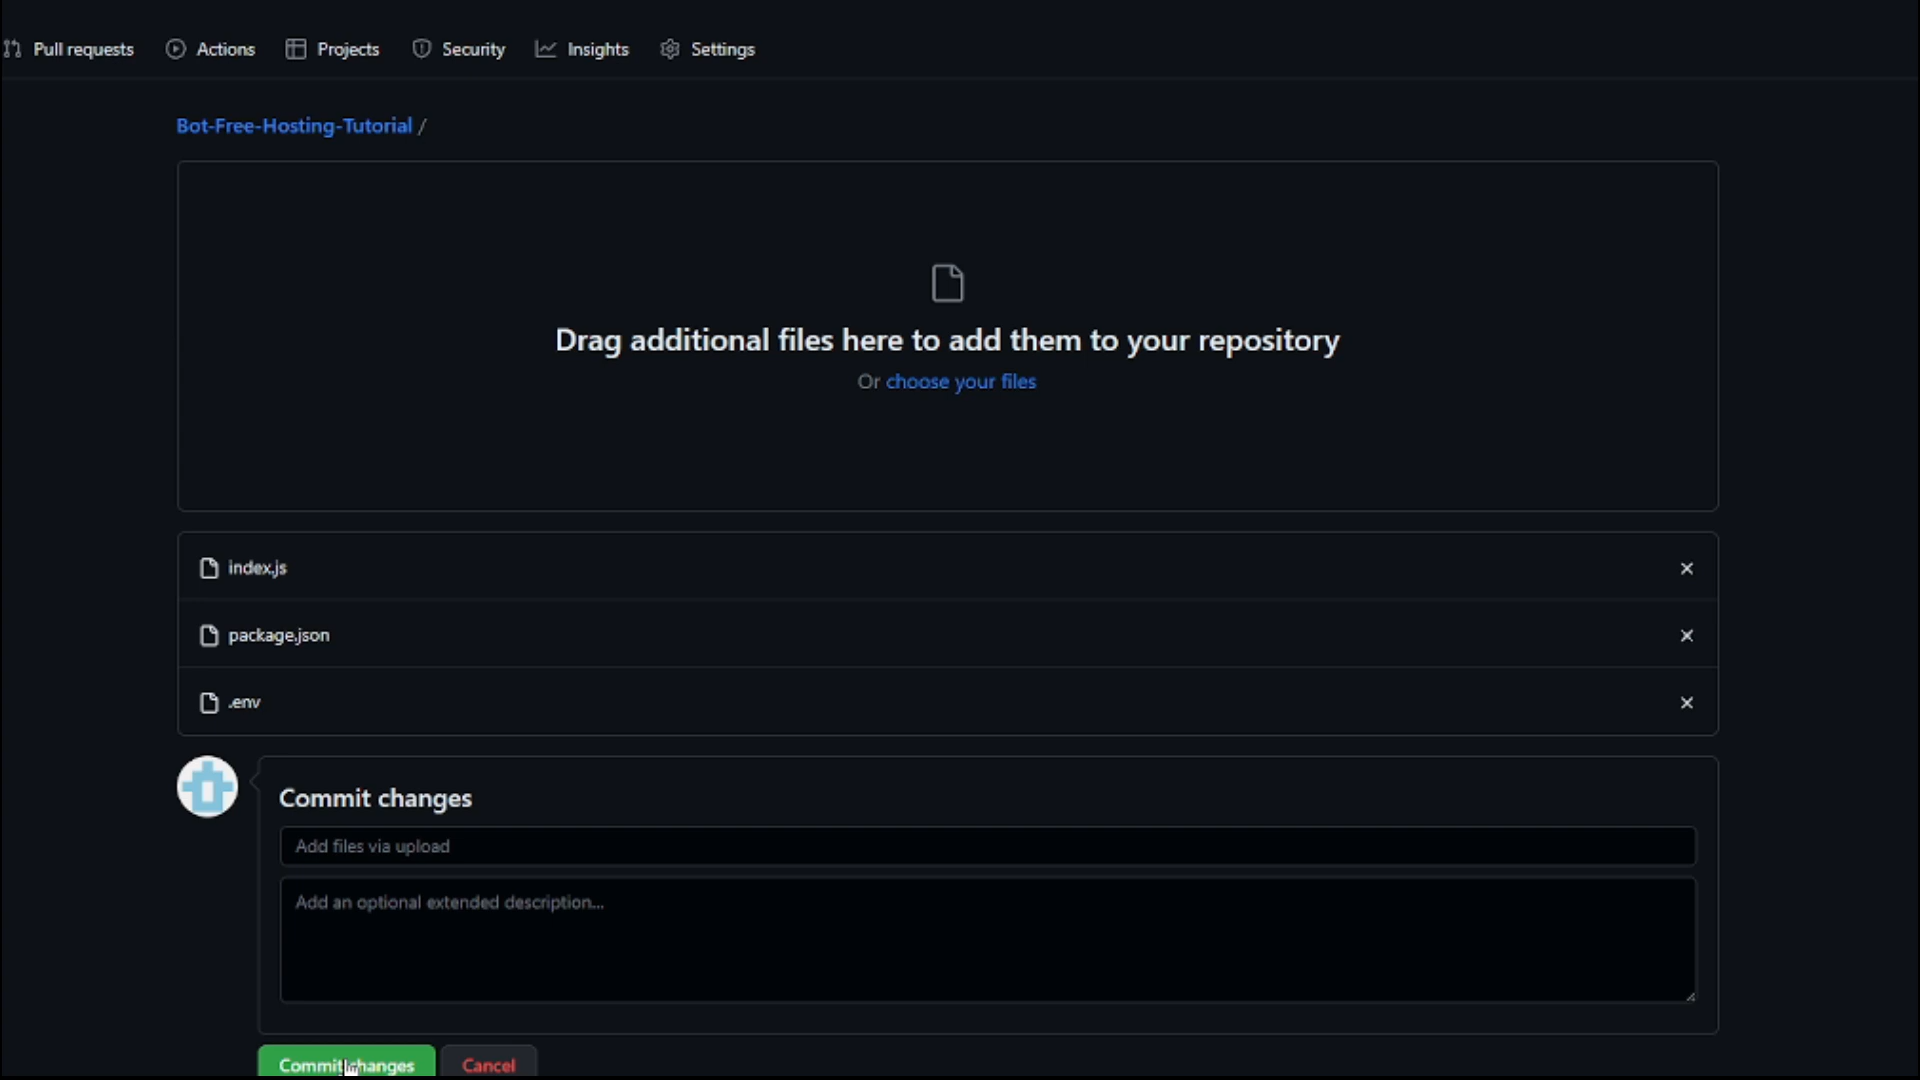 Pull requests Actions Projects Security Insights Settings
Bot-Free-Hosting-Tutorial /
Drag additional files here to add them to your repository
Or choose your files
index.js
package.json
.env
Commit changes
Add files via upload
Add an optional extended description...
Commit changes Cancel